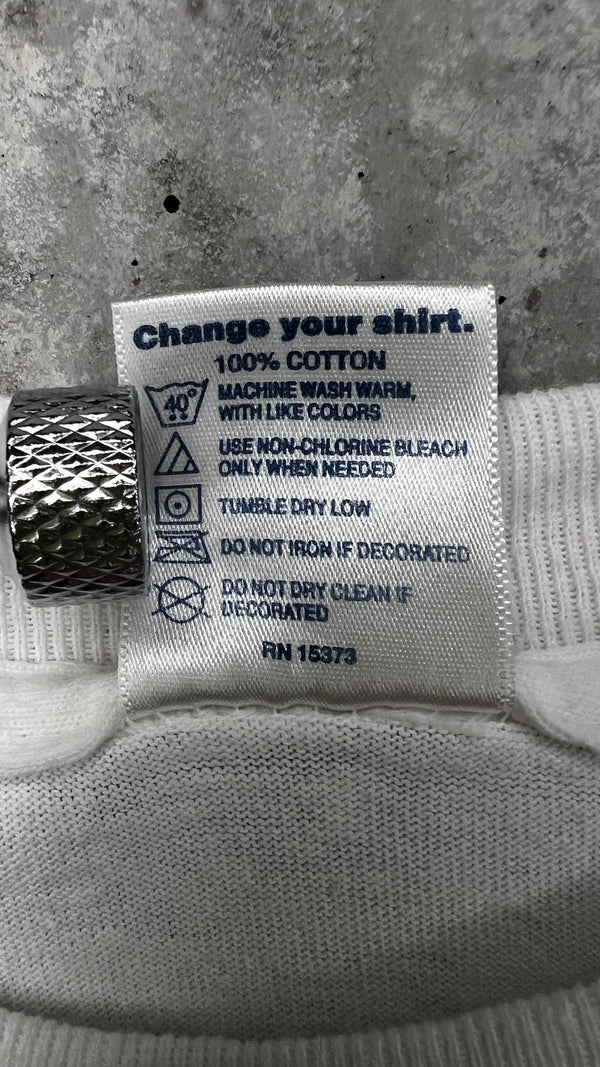 Change your shirt.
100% COTTON
40°
MACHINE WASH WARM,
WITH LIKE COLORS
USE NON-CHLORINE BLEACH
ONLY WHEN NEEDED
TUMBLE DRY LOW
DO NOT IRON IF DECORATED
DO NOT DRY CLEAN IF
DECORATED
RN 15373